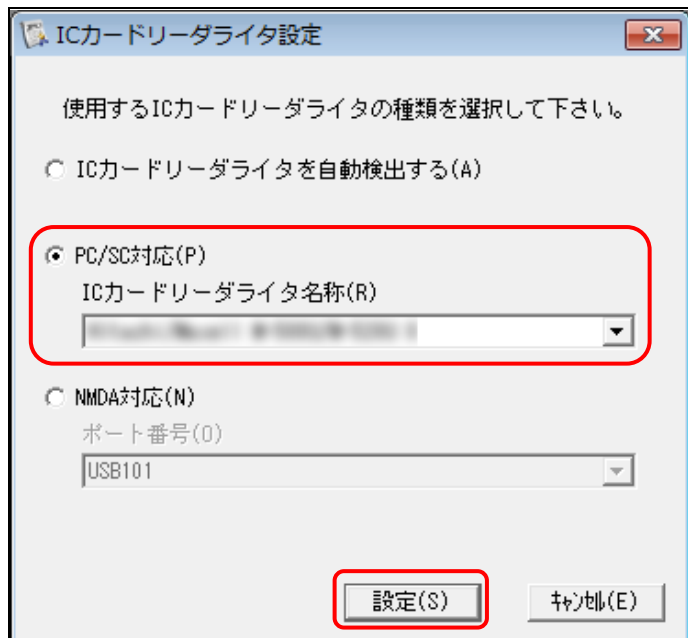 ICカードリーダライタ設定
使用するICカードリーダライタの種類を選択して下さい。
ICカードリーダライタを自動検出する(A)
PC/SC対応(P)
ICカードリーダライタ名称(R)
NMDA対応(N)
ポート番号(O)
USB101
設定(S)
ｷｬﾝｾﾙ(E)